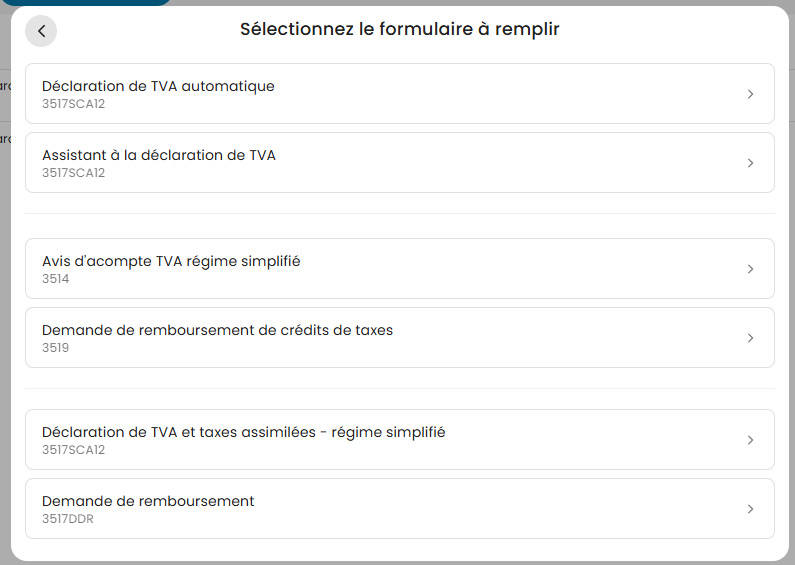 Sélectionnez le formulaire à remplir
Déclaration de TVA automatique
3517SCA12
Assistant à la déclaration de TVA
3517SCA12
Avis d'acompte TVA régime simplifié
3514
Demande de remboursement de crédits de taxes
3519
Déclaration de TVA et taxes assimilées - régime simplifié
3517SCA12
Demande de remboursement
3517DDR